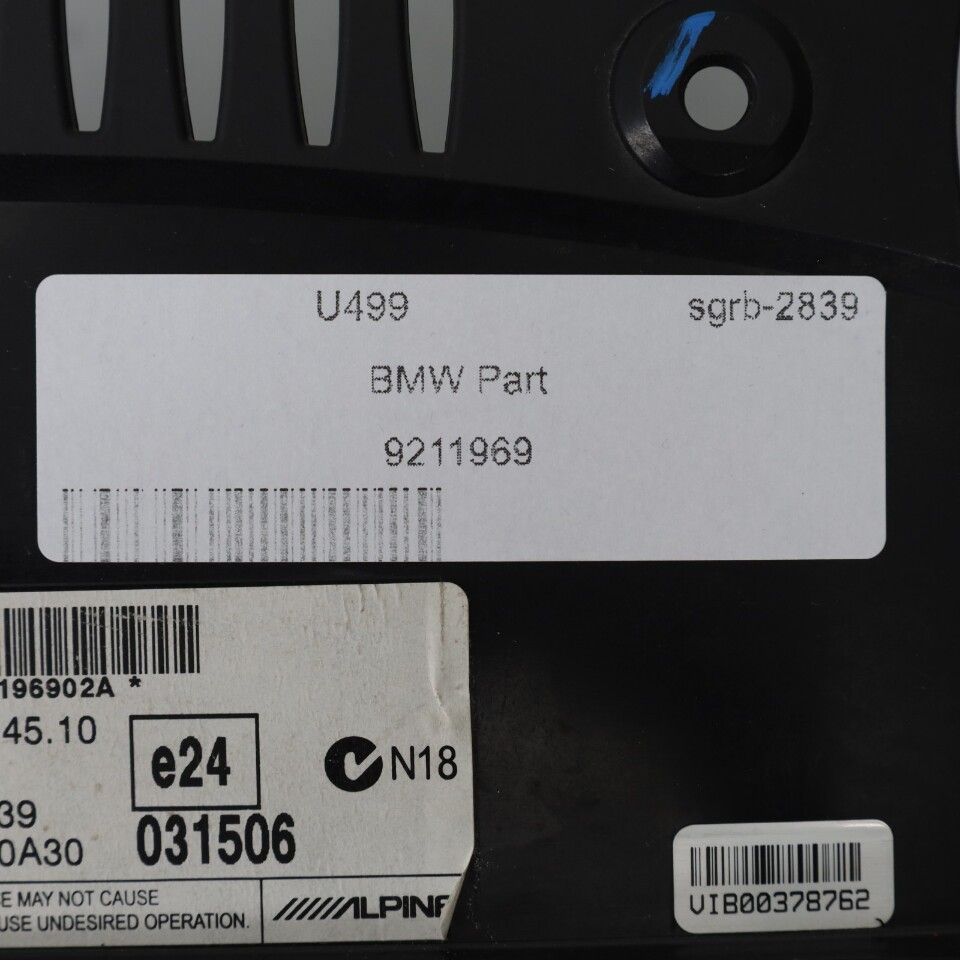 U499 sgrb-2839
BMW Part
9211969
196902A *
45.10
e24
N18
39
0A30
031506
E MAY NOT CAUSE
USE UNDESIRED OPERATION.
ALPINE
VIB00378762